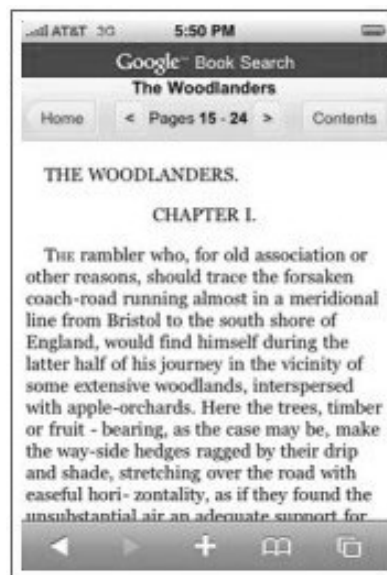 AT&T 3G 5:50 PM
Google™ Book Search
The Woodlanders
Home < Pages 15 - 24 > Contents
THE WOODLANDERS.
CHAPTER I.
THE rambler who, for old association or
other reasons, should trace the forsaken
coach-road running almost in a meridional
line from Bristol to the south shore of
England, would find himself during the
latter half of his journey in the vicinity of
some extensive woodlands, interspersed
with apple-orchards. Here the trees, timber
or fruit - bearing, as the case may be, make
the way-side hedges ragged by their drip
and shade, stretching over the road with
easeful hori- zontality, as if they found the
unsubstantial air an adequate support for